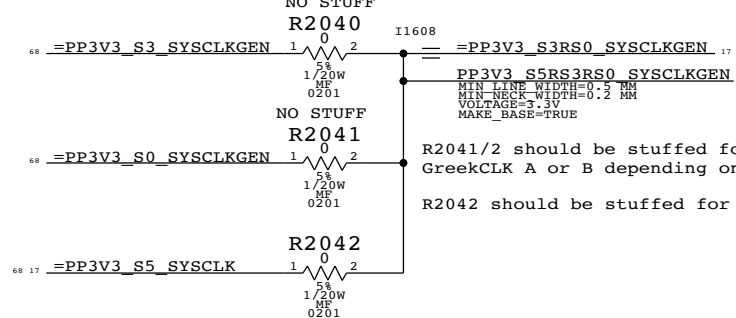 NO STUFF
R2040
0
I1608
68 =PP3V3_S3_SYSCLKGEN 1 2 =PP3V3_S3RS0_SYSCLKGEN 17
5%
1/20W
MF
0201
PP3V3_S5RS3RS0_SYSCLKGEN
MIN_LINE_WIDTH=0.5 MM
MIN_NECK_WIDTH=0.2 MM
VOLTAGE=3.3V
MAKE_BASE=TRUE
NO STUFF
R2041
0
68 =PP3V3_S0_SYSCLKGEN 1 2
5%
1/20W
MF
0201
R2041/2 should be stuffed fo
GreekCLK A or B depending on
R2042 should be stuffed for
R2042
0
68 17 =PP3V3_S5_SYSCLK 1 2
5%
1/20W
MF
0201